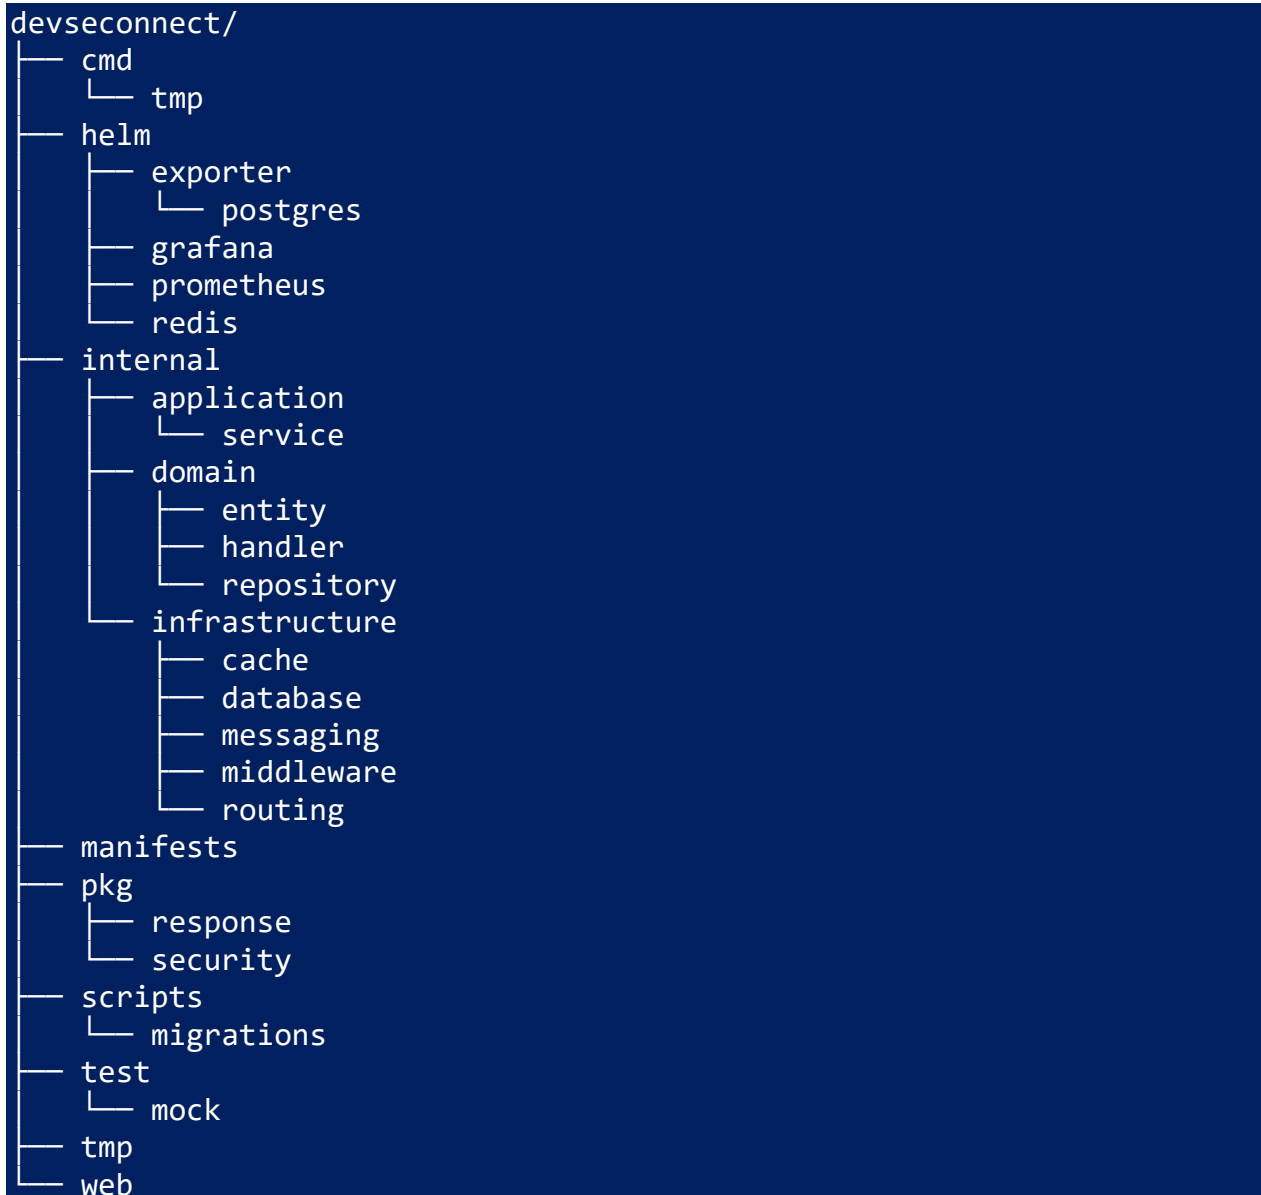 devseconnect/
├── cmd
│   └── tmp
├── helm
│   ├── exporter
│   │   └── postgres
│   ├── grafana
│   ├── prometheus
│   └── redis
├── internal
│   ├── application
│   │   └── service
│   ├── domain
│   │   ├── entity
│   │   ├── handler
│   │   └── repository
│   └── infrastructure
│       ├── cache
│       ├── database
│       ├── messaging
│       ├── middleware
│       └── routing
├── manifests
├── pkg
│   ├── response
│   └── security
├── scripts
│   └── migrations
├── test
│   └── mock
├── tmp
└── web